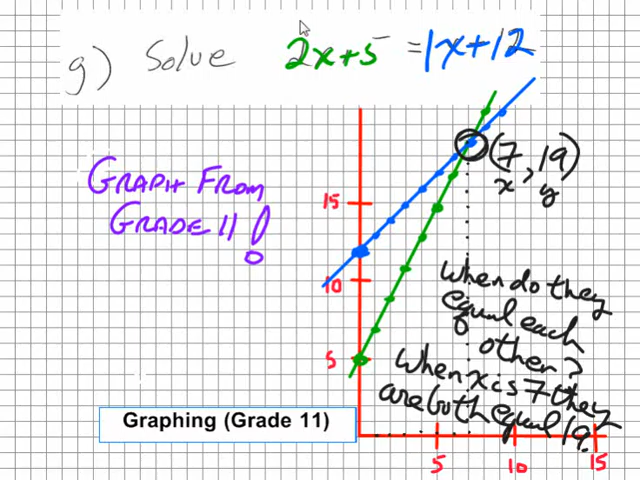 g) Solve 2x+5 =1x+12
(7, 19)
x y
GRAPH FROM
GRADE 11!
15
10
5
when do they
equal each
other?
when x is 7 they
are both equal 19.
Graphing (Grade 11)
5 10 15